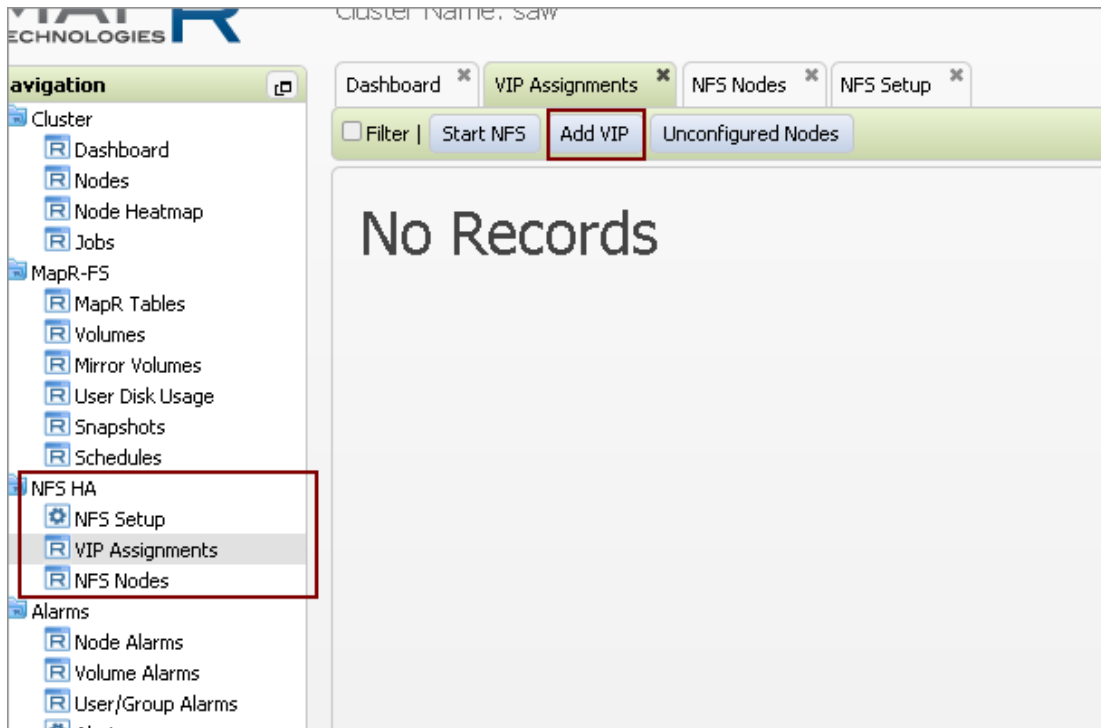 MAPR
TECHNOLOGIES
Cluster Name: saw
avigation
Cluster
Dashboard
Nodes
Node Heatmap
Jobs
MapR-FS
MapR Tables
Volumes
Mirror Volumes
User Disk Usage
Snapshots
Schedules
NFS HA
NFS Setup
VIP Assignments
NFS Nodes
Alarms
Node Alarms
Volume Alarms
User/Group Alarms
Dashboard VIP Assignments NFS Nodes NFS Setup
Filter | Start NFS Add VIP Unconfigured Nodes
No Records